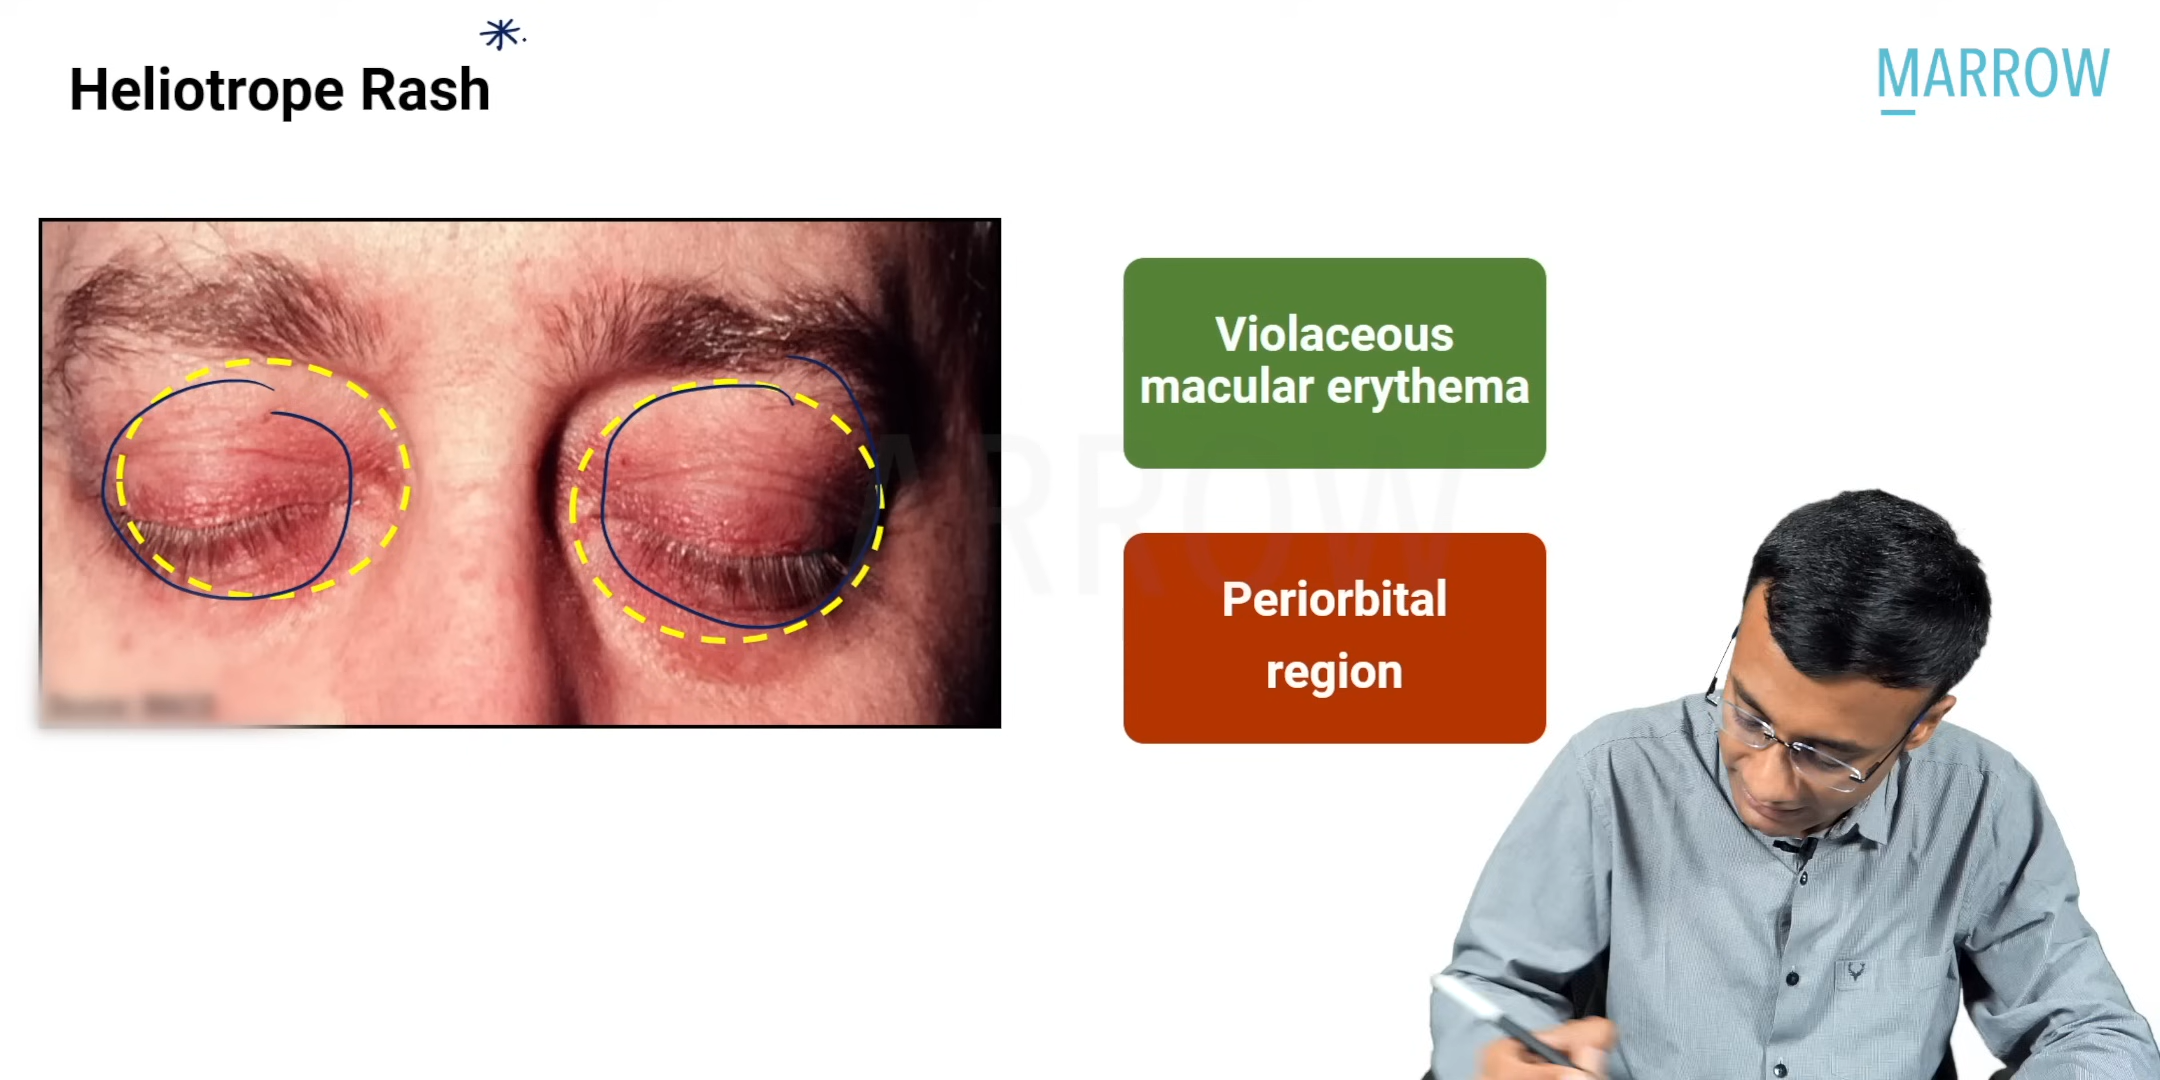 Heliotrope Rash
MARROW
Violaceous
macular erythema
Periorbital
region